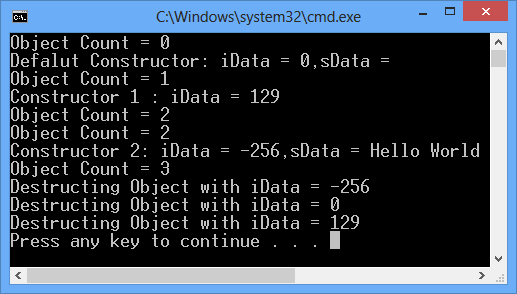 C:\Windows\system32\cmd.exe
Object Count = 0
Defalut Constructor: iData = 0,sData =
Object Count = 1
Constructor 1 : iData = 129
Object Count = 2
Object Count = 2
Constructor 2: iData = -256,sData = Hello World
Object Count = 3
Destructing Object with iData = -256
Destructing Object with iData = 0
Destructing Object with iData = 129
Press any key to continue . . .